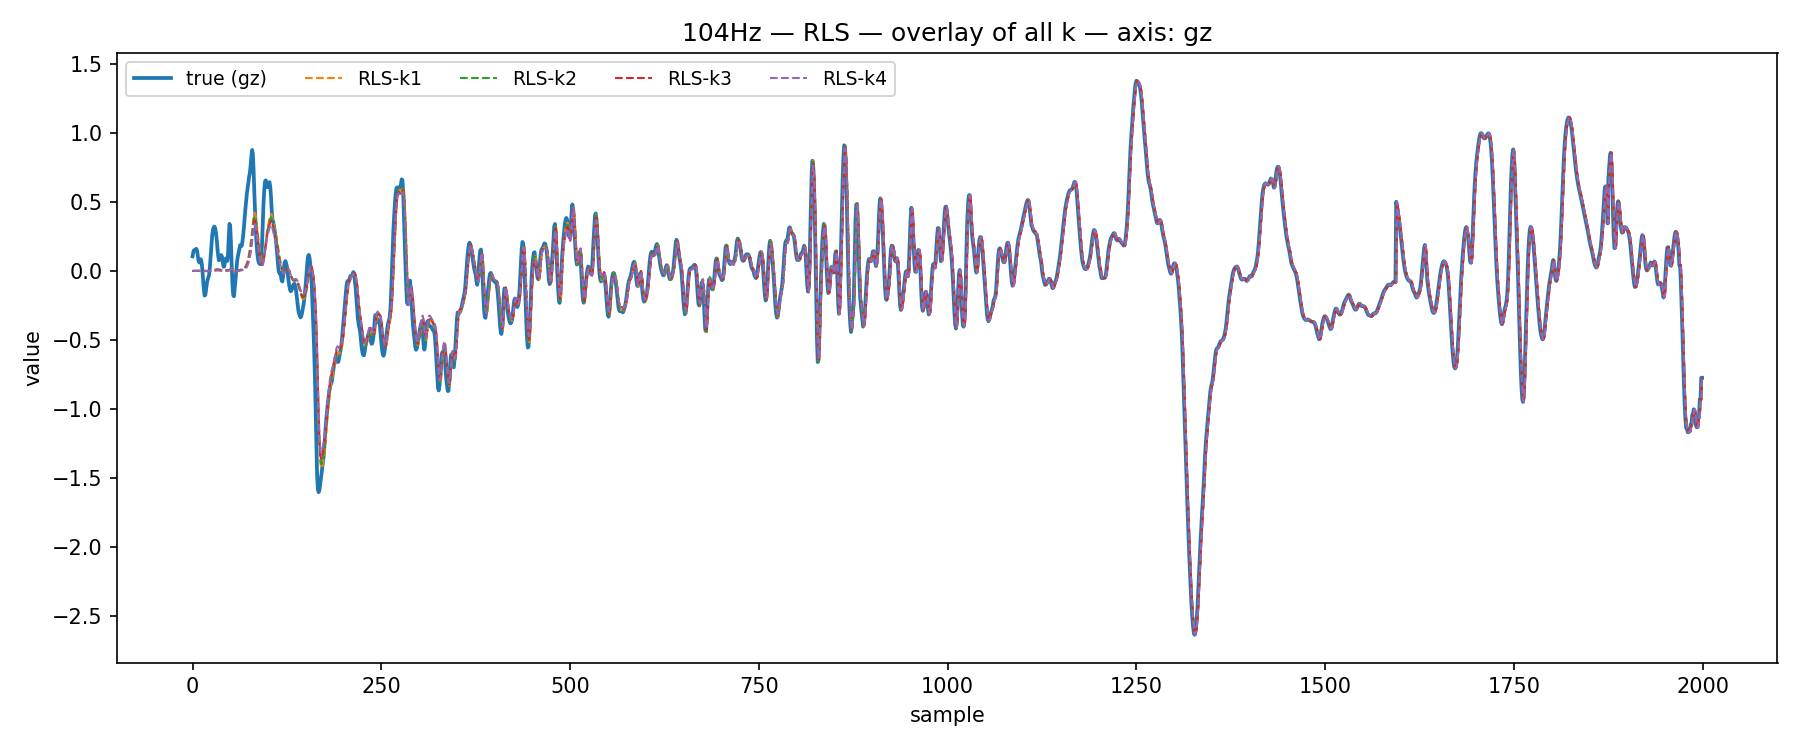 104Hz — RLS — overlay of all k — axis: gz
true (gz) RLS-k1 RLS-k2 RLS-k3 RLS-k4
1.5
1.0
0.5
0.0
−0.5
−1.0
−1.5
−2.0
−2.5
value
0 250 500 750 1000 1250 1500 1750 2000
sample